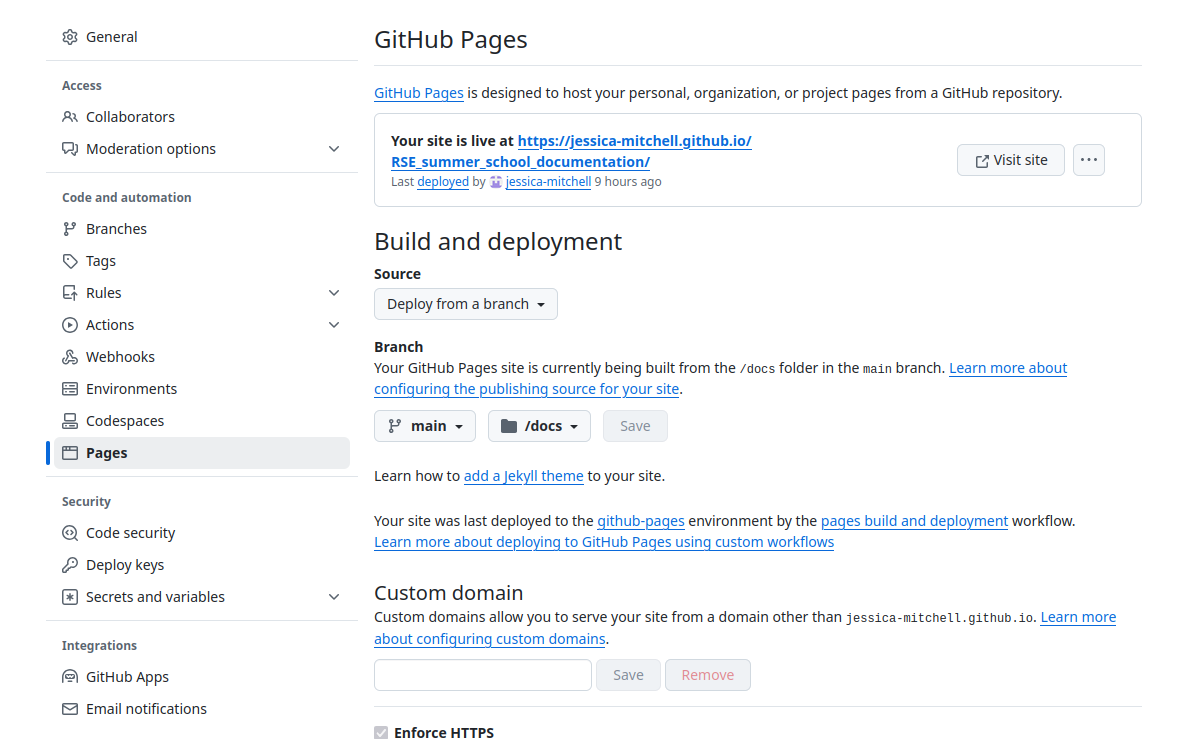 General
Access
Collaborators
Moderation options
Code and automation
Branches
Tags
Rules
Actions
Webhooks
Environments
Codespaces
Pages
Security
Code security
Deploy keys
Secrets and variables
Integrations
GitHub Apps
Email notifications
GitHub Pages
GitHub Pages is designed to host your personal, organization, or project pages from a GitHub repository.
Your site is live at https://jessica-mitchell.github.io/
RSE_summer_school_documentation/
Last deployed by jessica-mitchell 9 hours ago
Visit site
Build and deployment
Source
Deploy from a branch
Branch
Your GitHub Pages site is currently being built from the /docs folder in the main branch. Learn more about
configuring the publishing source for your site.
main /docs Save
Learn how to add a Jekyll theme to your site.
Your site was last deployed to the github-pages environment by the pages build and deployment workflow.
Learn more about deploying to GitHub Pages using custom workflows
Custom domain
Custom domains allow you to serve your site from a domain other than jessica-mitchell.github.io. Learn more
about configuring custom domains.
Save Remove
Enforce HTTPS